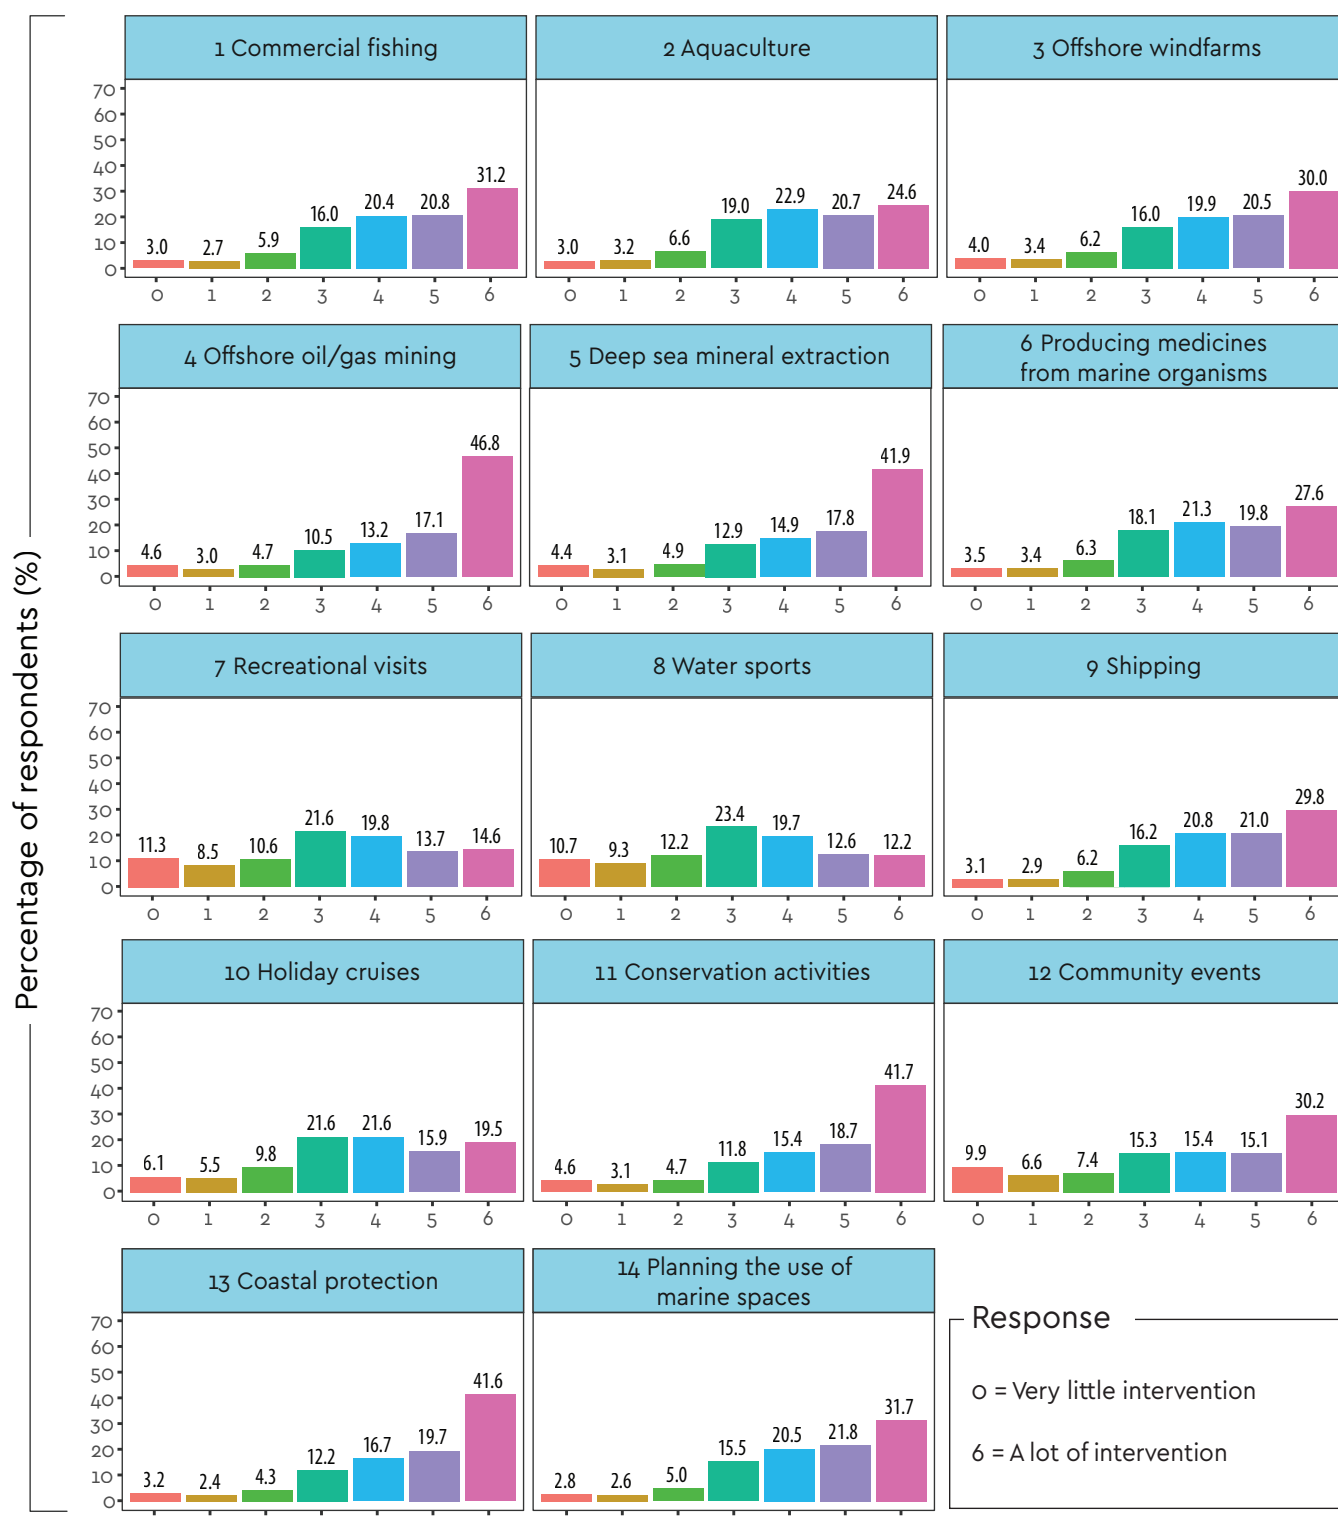 Percentage of respondents (%)
1 Commercial fishing
2 Aquaculture
3 Offshore windfarms
70
60
50
40
30
20
10
0
3.0 2.7 5.9 16.0 20.4 20.8 31.2
3.0 3.2 6.6 19.0 22.9 20.7 24.6
4.0 3.4 6.2 16.0 19.9 20.5 30.0
0 1 2 3 4 5 6
0 1 2 3 4 5 6
0 1 2 3 4 5 6
4 Offshore oil/gas mining
5 Deep sea mineral extraction
6 Producing medicines
from marine organisms
70
60
50
40
30
20
10
0
4.6 3.0 4.7 10.5 13.2 17.1 46.8
4.4 3.1 4.9 12.9 14.9 17.8 41.9
3.5 3.4 6.3 18.1 21.3 19.8 27.6
0 1 2 3 4 5 6
0 1 2 3 4 5 6
0 1 2 3 4 5 6
7 Recreational visits
8 Water sports
9 Shipping
70
60
50
40
30
20
10
0
11.3 8.5 10.6 21.6 19.8 13.7 14.6
10.7 9.3 12.2 23.4 19.7 12.6 12.2
3.1 2.9 6.2 16.2 20.8 21.0 29.8
0 1 2 3 4 5 6
0 1 2 3 4 5 6
0 1 2 3 4 5 6
10 Holiday cruises
11 Conservation activities
12 Community events
70
60
50
40
30
20
10
0
6.1 5.5 9.8 21.6 21.6 15.9 19.5
4.6 3.1 4.7 11.8 15.4 18.7 41.7
9.9 6.6 7.4 15.3 15.4 15.1 30.2
0 1 2 3 4 5 6
0 1 2 3 4 5 6
0 1 2 3 4 5 6
13 Coastal protection
14 Planning the use of
marine spaces
70
60
50
40
30
20
10
0
3.2 2.4 4.3 12.2 16.7 19.7 41.6
2.8 2.6 5.0 15.5 20.5 21.8 31.7
Response
0 = Very little intervention
6 = A lot of intervention